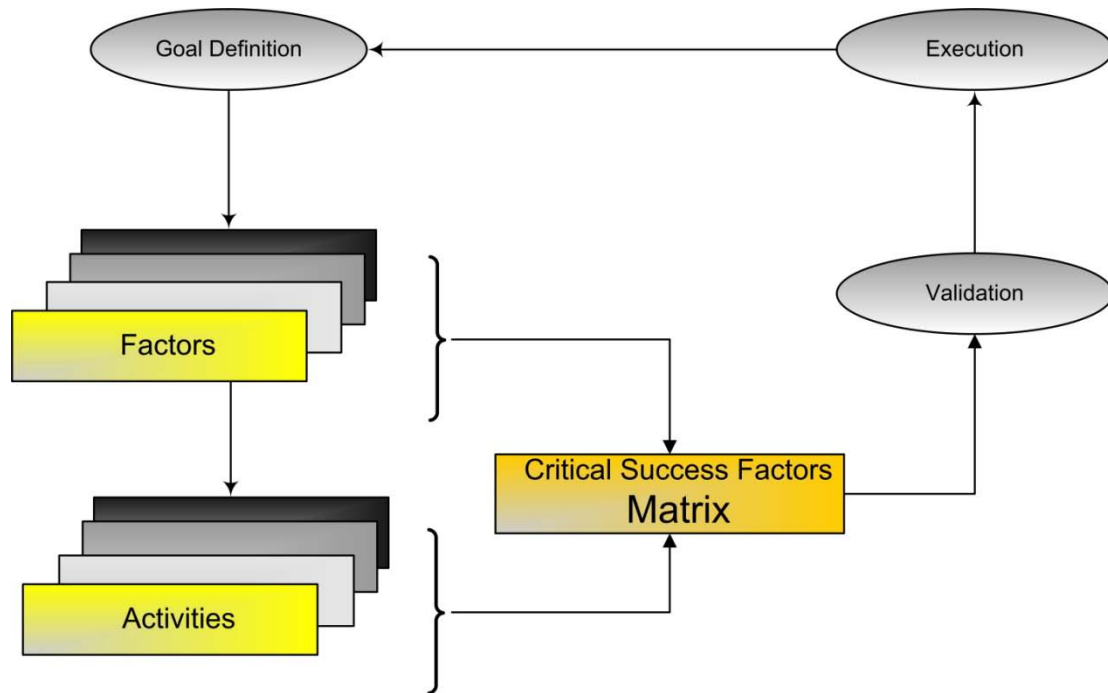 Goal Definition
Execution
Validation
Factors
Critical Success Factors
Matrix
Activities